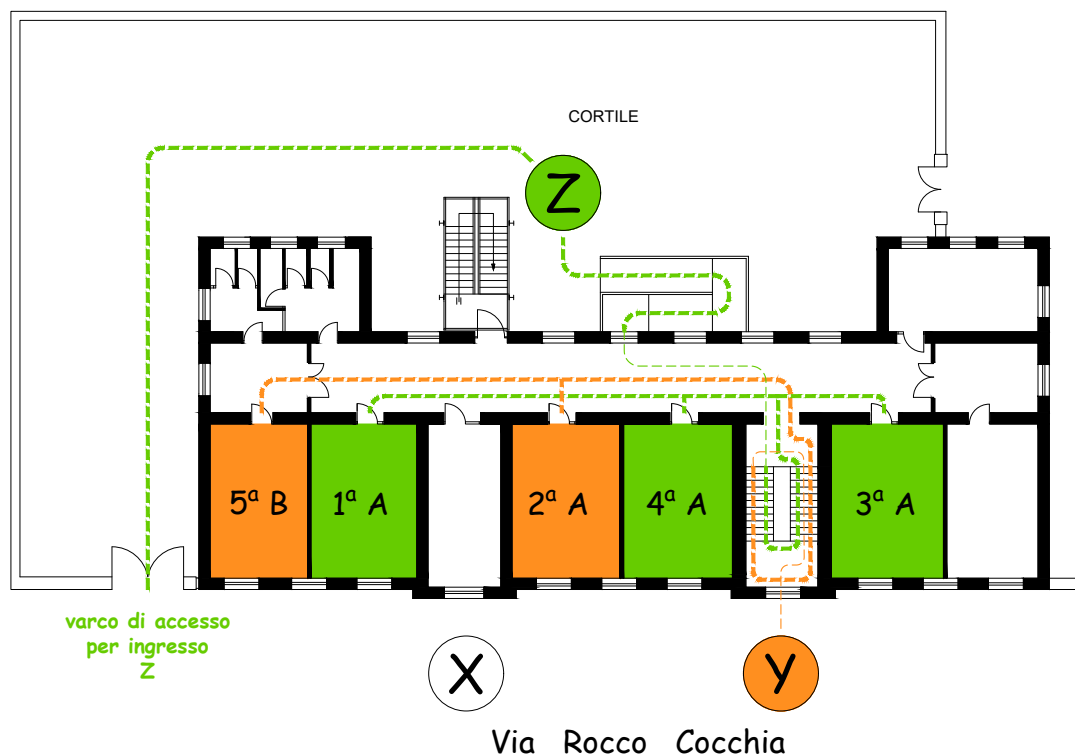 CORTILE
Z
5ª B
1ª A
2ª A
4ª A
3ª A
varco di accesso
per ingresso
Z
X
Y
Via Rocco Cocchia